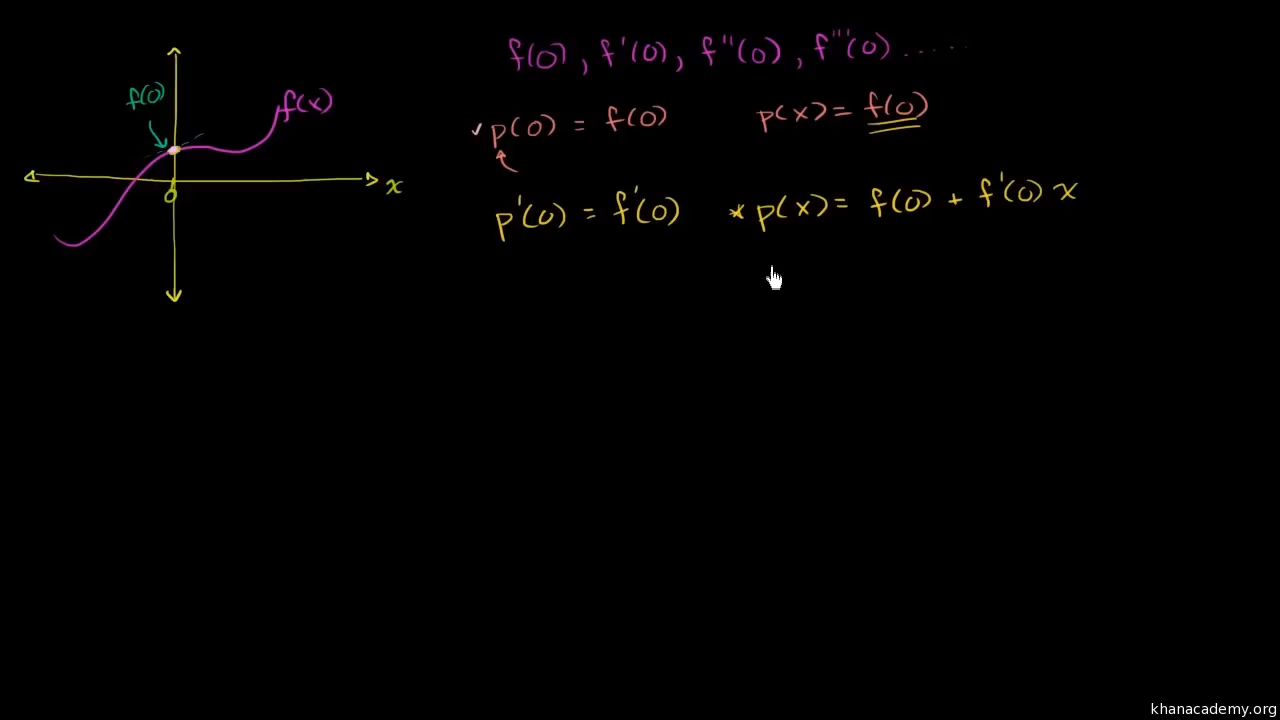 f(0), f'(0), f''(0), f'''(0) ......
f(0)
f(x)
p(0) = f(0)
p(x) = f(0)
x
0
p'(0) = f'(0)
* p(x) = f(0) + f'(0) x
khanacademy.org